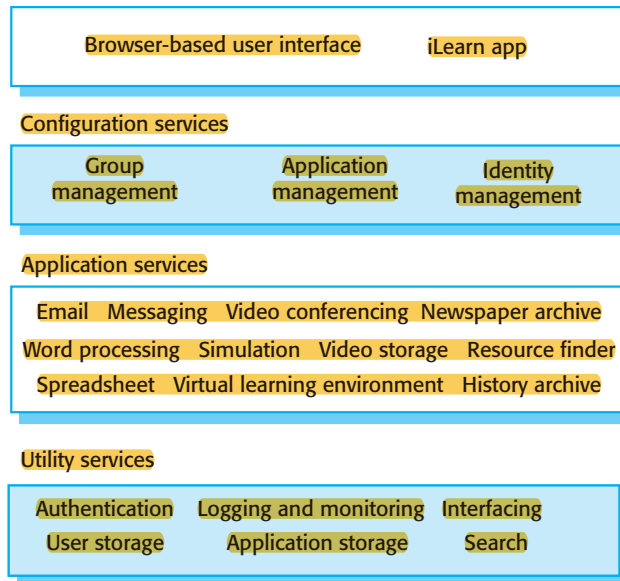 Browser-based user interface iLearn app
Configuration services
Group management Application management Identity management
Application services
Email Messaging Video conferencing Newspaper archive
Word processing Simulation Video storage Resource finder
Spreadsheet Virtual learning environment History archive
Utility services
Authentication Logging and monitoring Interfacing
User storage Application storage Search